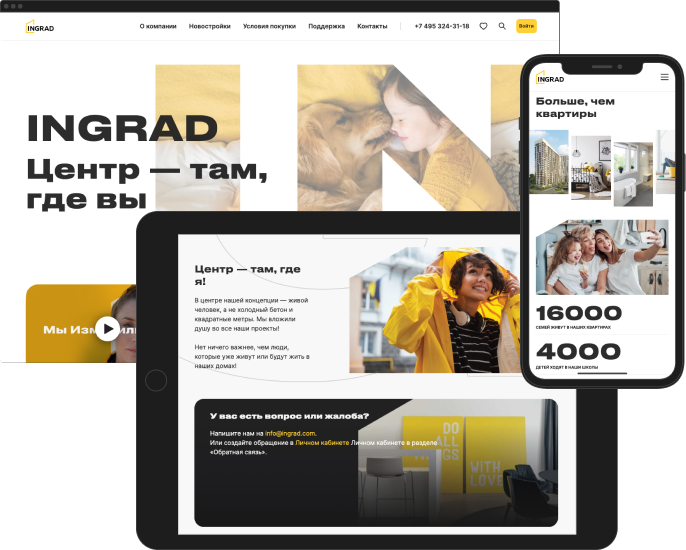 INGRAD
О компании Новостройки Условия покупки Поддержка Контакты +7 495 324-31-18 Войти
INGRAD
Центр — там,
где вы
Мы Изм или
Центр — там, где
я!
В центре нашей концепции — живой
человек, а не холодный бетон и
квадратные метры. Мы вложили
душу во все наши проекты!
Нет ничего важнее, чем люди,
которые уже живут или будут жить в
наших домах!
У вас есть вопрос или жалоба?
Напишите нам на info@ingrad.com.
Или создайте обращение в Личном кабинете Личном кабинете в разделе
«Обратная связь».
DO
ALL
THINGS
WITH
LOVE
INGRAD
Больше, чем
квартиры
16000
СЕМЕЙ ЖИВУТ В НАШИХ КВАРТИРАХ
4000
ДЕТЕЙ ХОДЯТ В НАШИ ШКОЛЫ